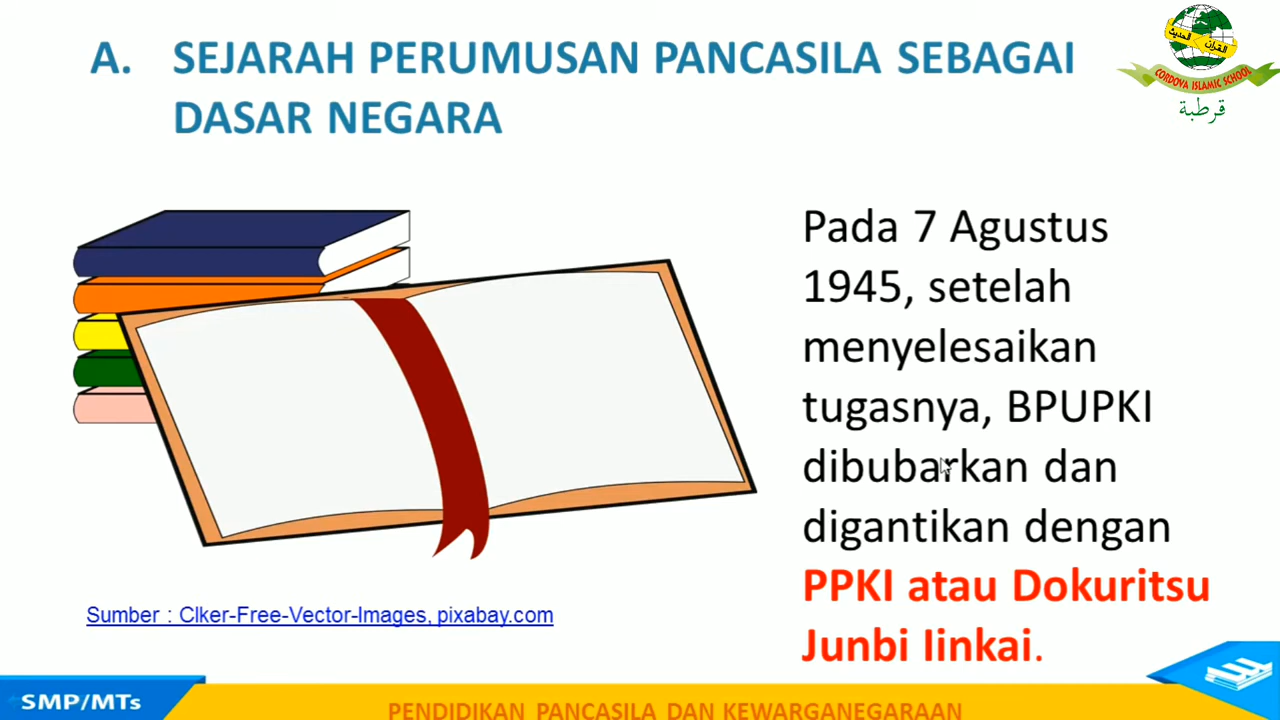 A. SEJARAH PERUMUSAN PANCASILA SEBAGAI
DASAR NEGARA
القرآن
الحديث
CORDOVA ISLAMIC SCHOOL
قرطبة
Pada 7 Agustus
1945, setelah
menyelesaikan
tugasnya, BPUPKI
dibubarkan dan
digantikan dengan
PPKI atau Dokuritsu
Junbi Iinkai.
Sumber : Clker-Free-Vector-Images, pixabay.com
SMP/MTs
PENDIDIKAN PANCASILA DAN KEWARGANEGARAAN